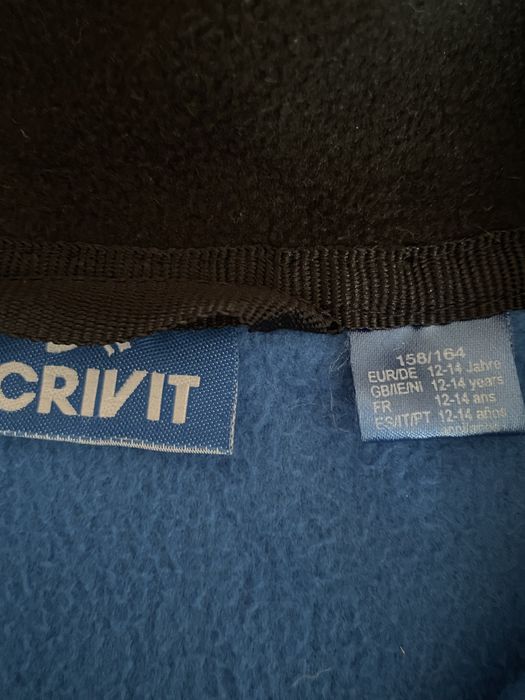 CRIVIT
158/164
EUR/DE 12-14 Jahre
GB/IE/NI 12-14 years
FR 12-14 ans
ES/IT/PT 12-14 años